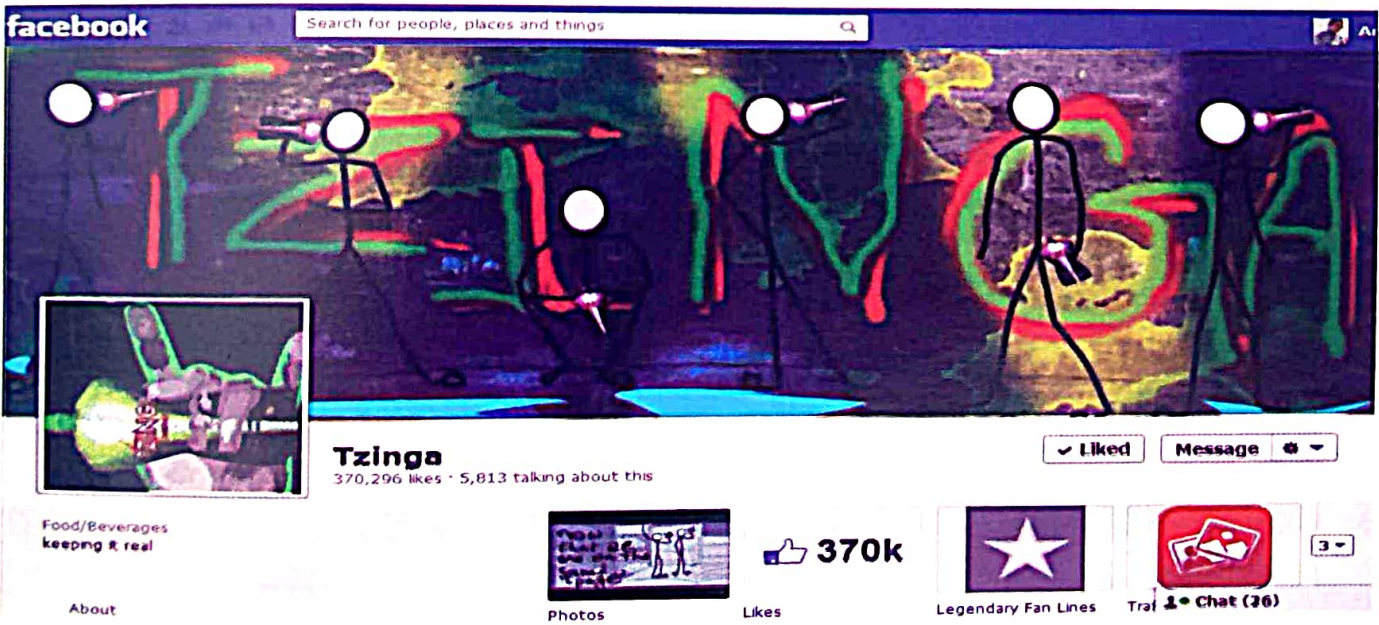 facebook
Search for people, places and things
TZINGA
Tzinga
370,296 likes · 5,813 talking about this
✓ Liked
Message
Food/Beverages
keeping it real
About
Photos
370k
Likes
Legendary Fan Lines
3
Chat (26)